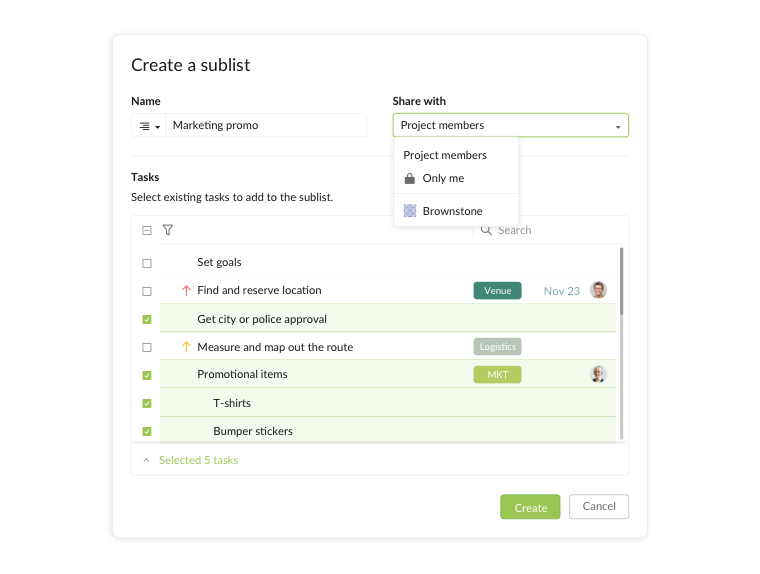 Create a sublist
Name
Share with
Marketing promo
Project members
Project members
Only me
Brownstone
Tasks
Select existing tasks to add to the sublist.
Search
Set goals
Find and reserve location Venue Nov 23
Get city or police approval
Measure and map out the route Logistics
Promotional items MKT
T-shirts
Bumper stickers
Selected 5 tasks
Create
Cancel